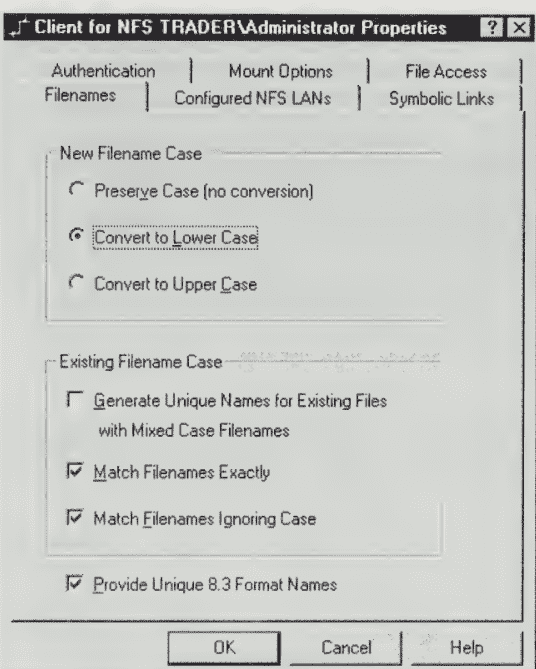 Client for NFS TRADER\Administrator Properties
Authentication Mount Options File Access
Filenames Configured NFS LANs Symbolic Links
New Filename Case
Preserve Case (no conversion)
Convert to Lower Case
Convert to Upper Case
Existing Filename Case
Generate Unique Names for Existing Files
with Mixed Case Filenames
Match Filenames Exactly
Match Filenames Ignoring Case
Provide Unique 8.3 Format Names
OK Cancel Help